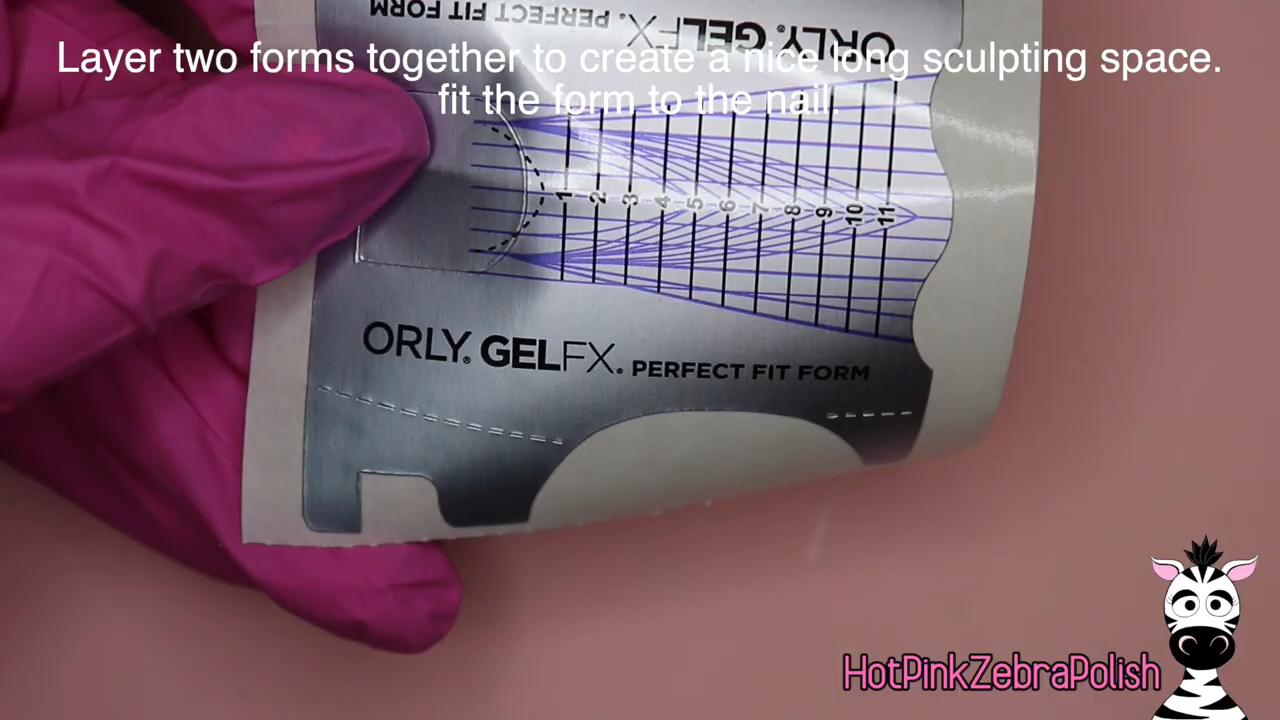 ORLY. GELFX. PERFECT FIT FORM
Layer two forms together to create a nice long sculpting space.
fit the form to the nail.
1 2 3 4 5 6 7 8 9 10 11
ORLY. GELFX. PERFECT FIT FORM
HotPinkZebraPolish